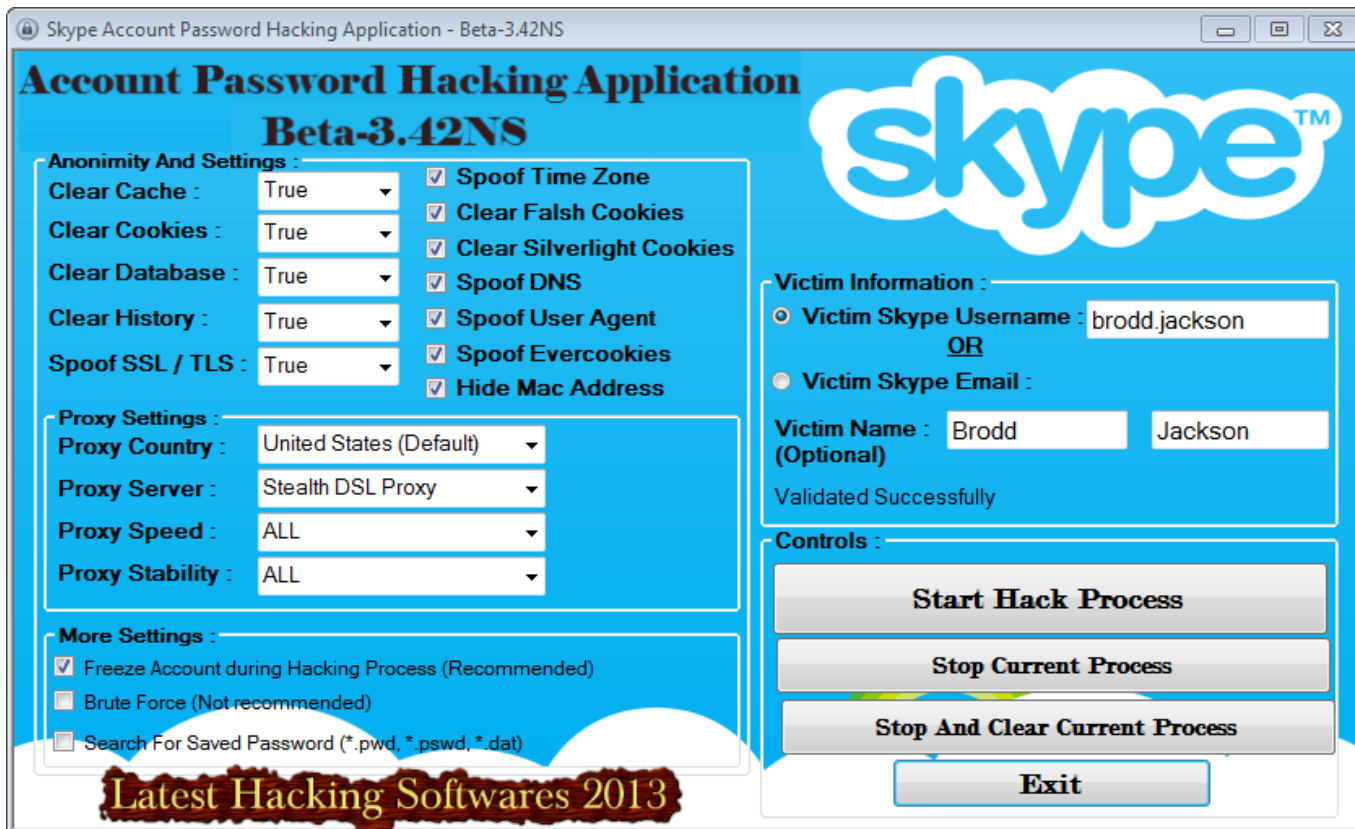 Skype Account Password Hacking Application - Beta-3.42NS
Account Password Hacking Application
Beta-3.42NS
skype™
Anonimity And Settings :
Clear Cache : True
Clear Cookies : True
Clear Database : True
Clear History : True
Spoof SSL / TLS : True
Spoof Time Zone
Clear Falsh Cookies
Clear Silverlight Cookies
Spoof DNS
Spoof User Agent
Spoof Evercookies
Hide Mac Address
Proxy Settings :
Proxy Country : United States (Default)
Proxy Server : Stealth DSL Proxy
Proxy Speed : ALL
Proxy Stability : ALL
More Settings :
Freeze Account during Hacking Process (Recommended)
Brute Force (Not recommended)
Search For Saved Password (*.pwd, *.pswd, *.dat)
Latest Hacking Softwares 2013
Victim Information :
Victim Skype Username : brodd.jackson
OR
Victim Skype Email :
Victim Name : Brodd Jackson
(Optional)
Validated Successfully
Controls :
Start Hack Process
Stop Current Process
Stop And Clear Current Process
Exit